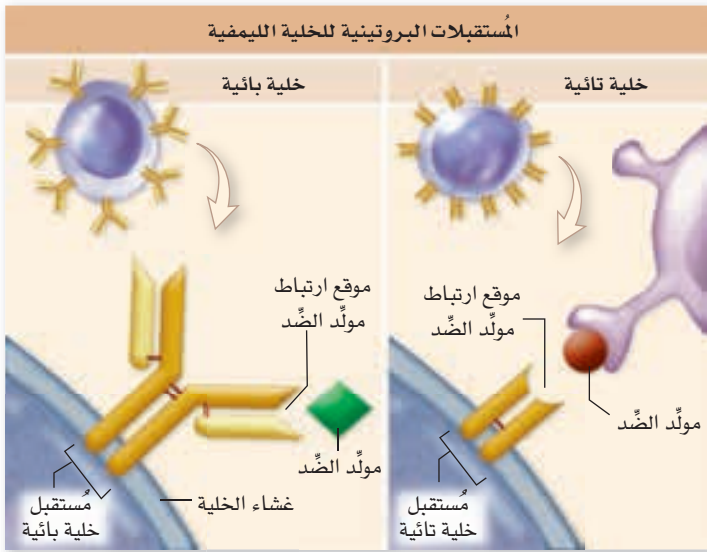 المُستقبلات البروتينية للخلية الليمفية
خلية تائية
خلية بائية
موقع ارتباط
مولِّد الضِّد
مولِّد الضِّد
مُستقبل
خلية تائية
موقع ارتباط
مولِّد الضِّد
مولِّد الضِّد
غشاء الخلية
مُستقبل
خلية بائية